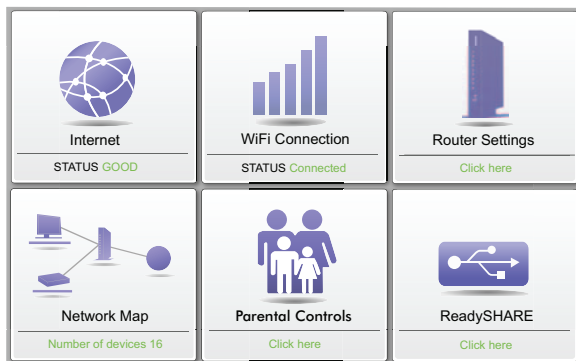 Internet
STATUS GOOD
WiFi Connection
STATUS Connected
Router Settings
Click here
Network Map
Number of devices 16
Parental Controls
Click here
ReadySHARE
Click here